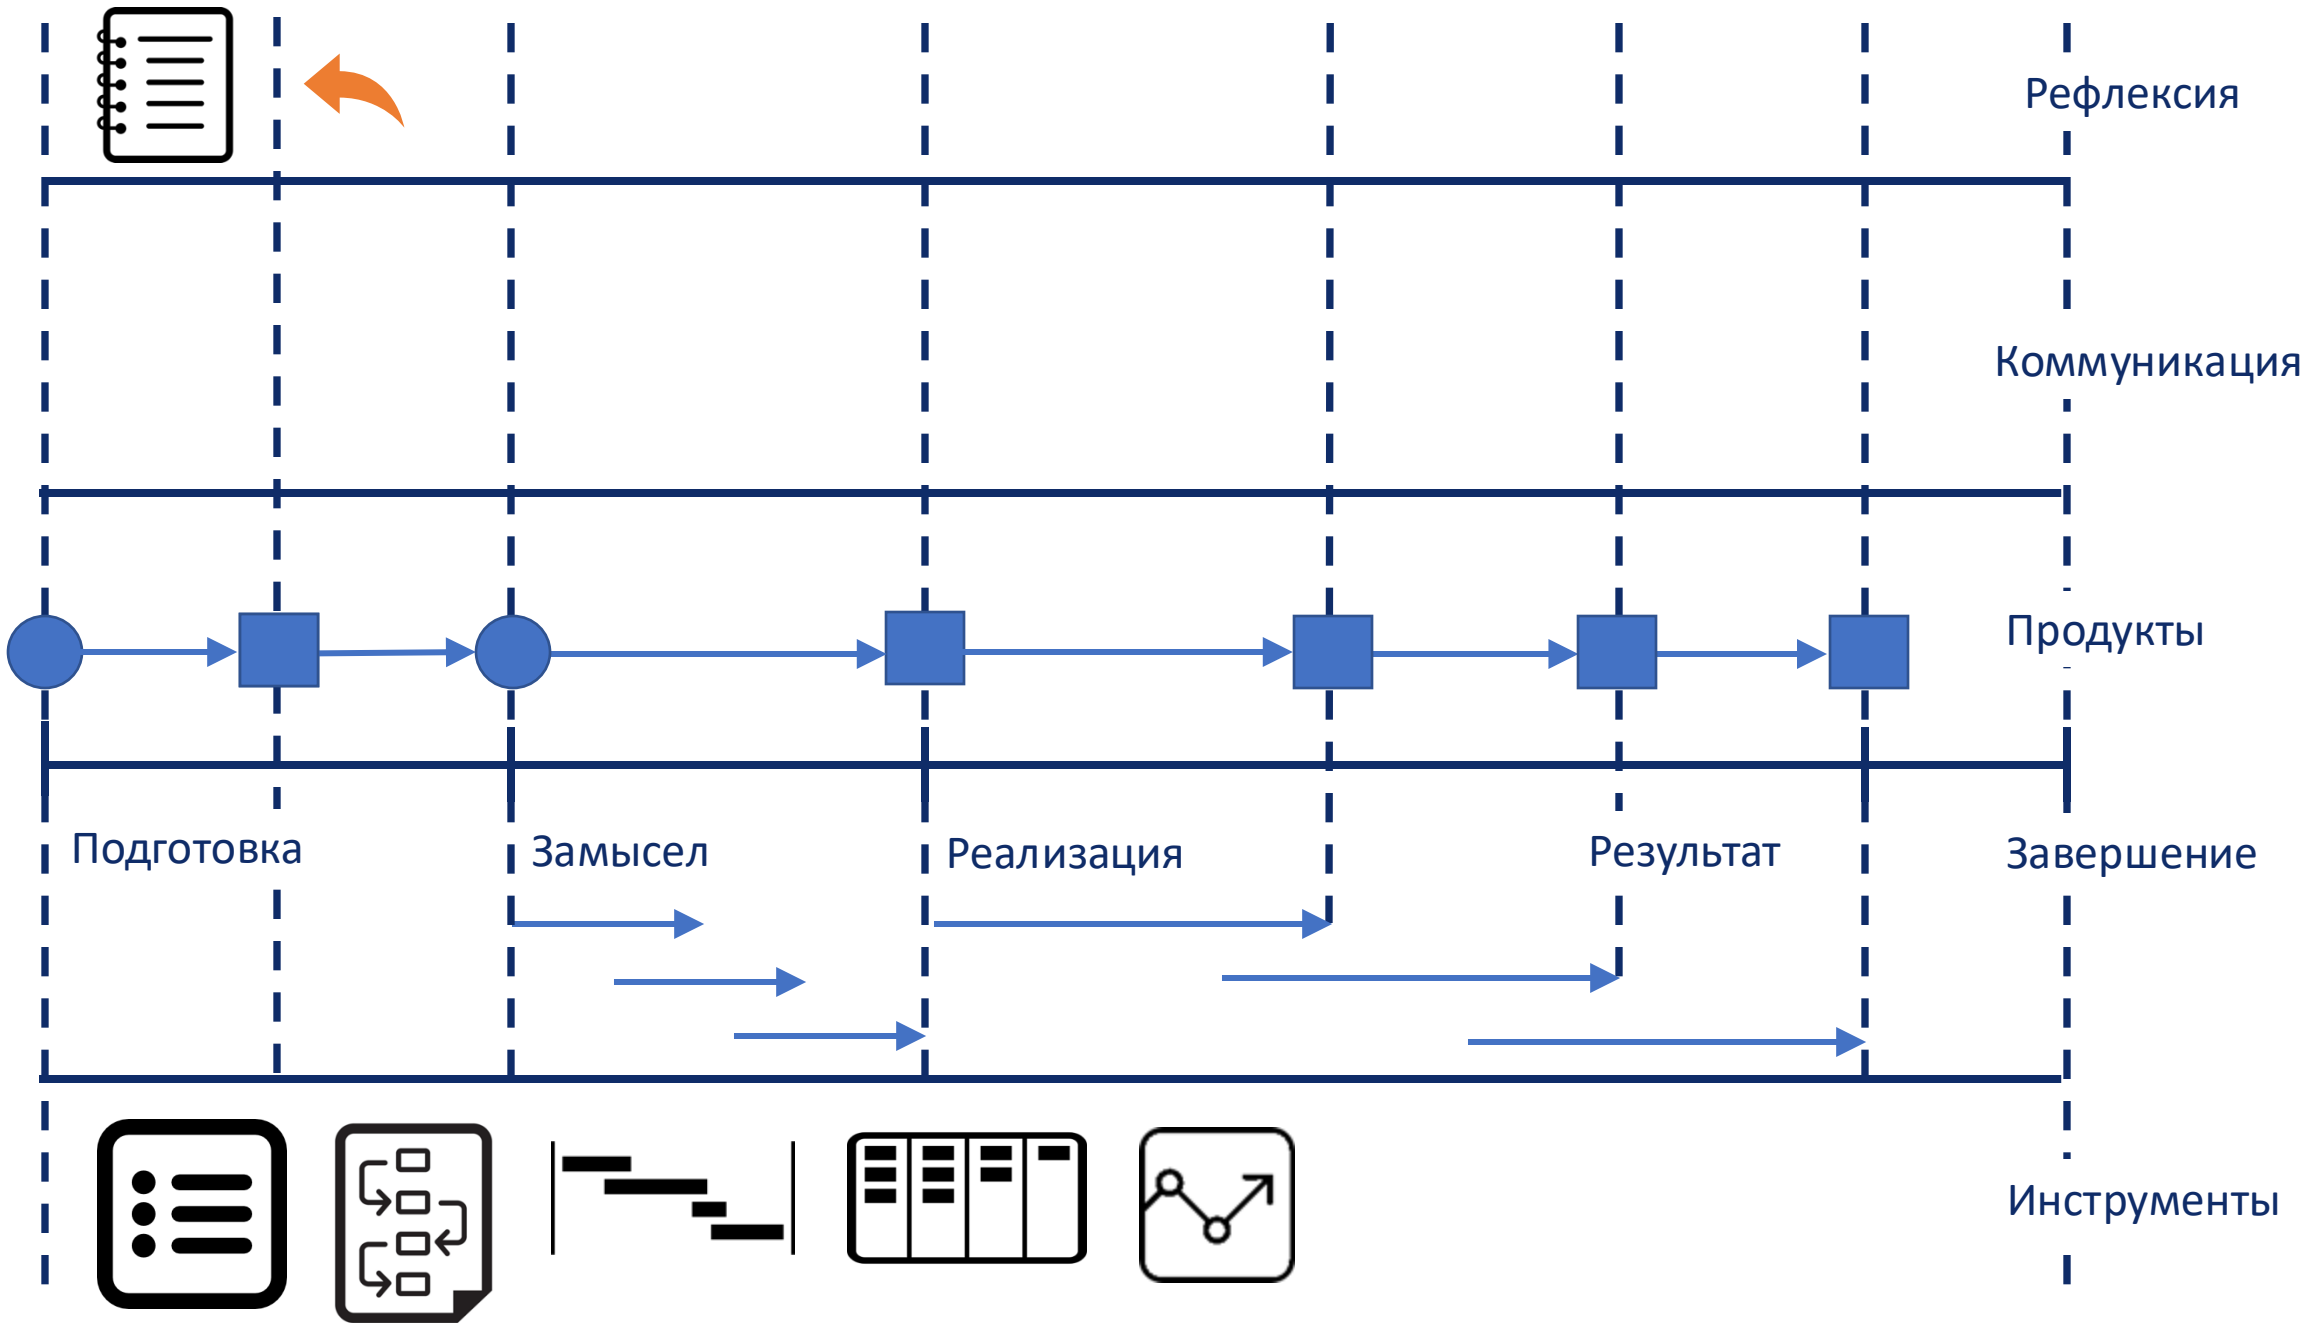 Рефлексия
Коммуникация
Продукты
Подготовка
Замысел
Реализация
Результат
Завершение
Инструменты